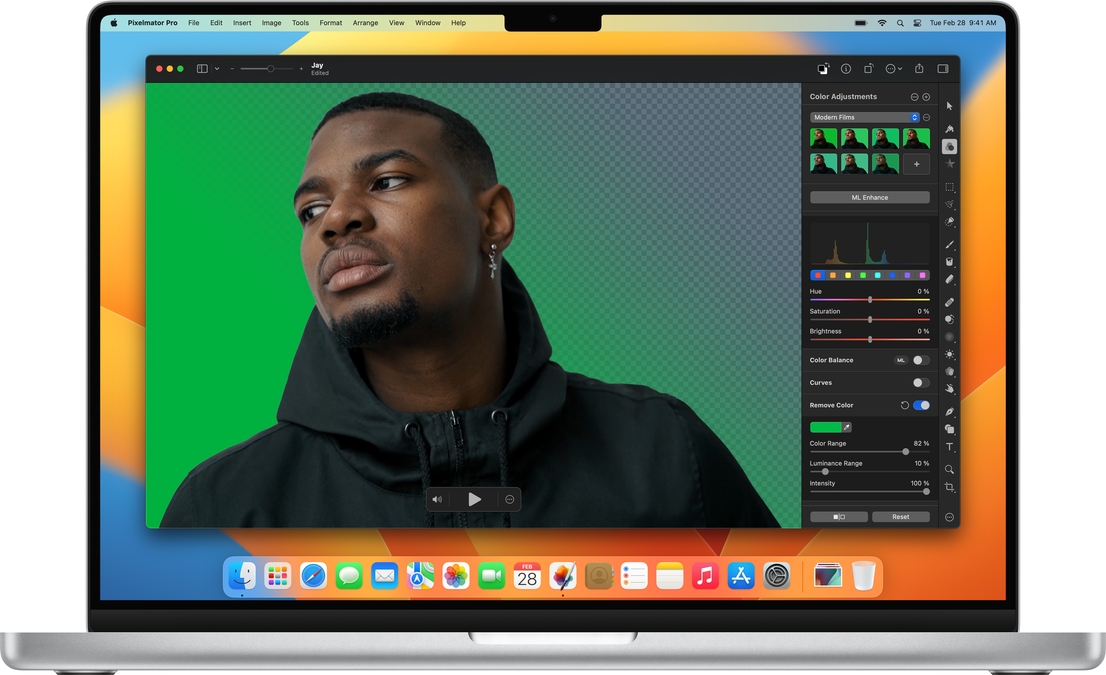 Pixelmator Pro File Edit Insert Image Tools Format Arrange View Window Help Tue Feb 28 9:41 AM
Jay
Edited
Color Adjustments
Modern Films
ML Enhance
Hue 0 %
Saturation 0 %
Brightness 0 %
Color Balance ML
Curves
Remove Color
Color Range 82 %
Luminance Range 10 %
Intensity 100 %
Reset
FEB
28